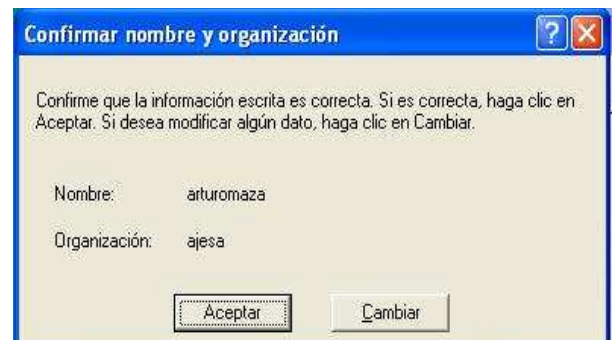 Confirmar nombre y organización
Confirme que la información escrita es correcta. Si es correcta, haga clic en
Aceptar. Si desea modificar algún dato, haga clic en Cambiar.
Nombre: arturomaza
Organización: ajesa
Aceptar Cambiar